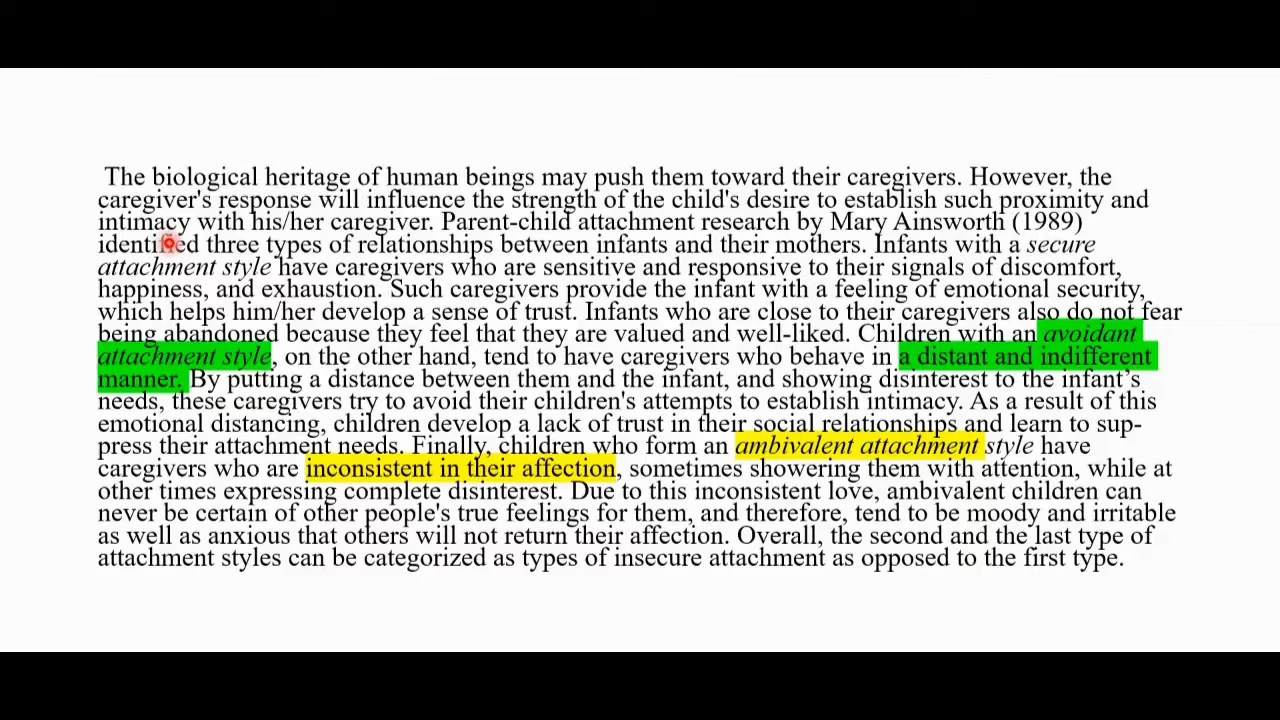 The biological heritage of human beings may push them toward their caregivers. However, the
caregiver's response will influence the strength of the child's desire to establish such proximity and
intimacy with his/her caregiver. Parent-child attachment research by Mary Ainsworth (1989)
identified three types of relationships between infants and their mothers. Infants with a secure
attachment style have caregivers who are sensitive and responsive to their signals of discomfort,
happiness, and exhaustion. Such caregivers provide the infant with a feeling of emotional security,
which helps him/her develop a sense of trust. Infants who are close to their caregivers also do not fear
being abandoned because they feel that they are valued and well-liked. Children with an avoidant
attachment style, on the other hand, tend to have caregivers who behave in a distant and indifferent
manner. By putting a distance between them and the infant, and showing disinterest to the infant’s
needs, these caregivers try to avoid their children's attempts to establish intimacy. As a result of this
emotional distancing, children develop a lack of trust in their social relationships and learn to sup-
press their attachment needs. Finally, children who form an ambivalent attachment style have
caregivers who are inconsistent in their affection, sometimes showering them with attention, while at
other times expressing complete disinterest. Due to this inconsistent love, ambivalent children can
never be certain of other people's true feelings for them, and therefore, tend to be moody and irritable
as well as anxious that others will not return their affection. Overall, the second and the last type of
attachment styles can be categorized as types of insecure attachment as opposed to the first type.